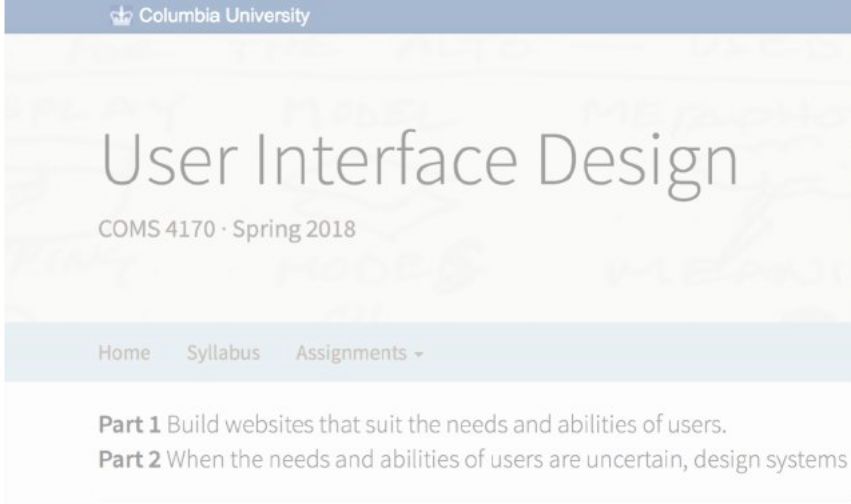 Columbia University
User Interface Design
COMS 4170 · Spring 2018
Home Syllabus Assignments
Part 1 Build websites that suit the needs and abilities of users.
Part 2 When the needs and abilities of users are uncertain, design systems